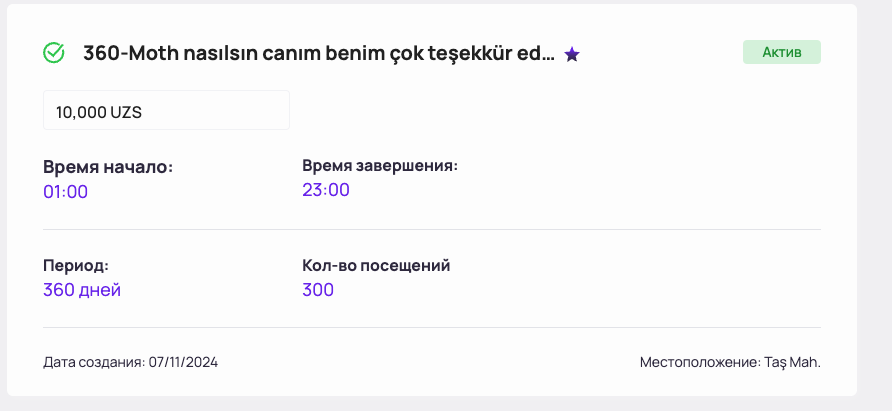 360-Moth nasılsın canım benim çok teşekkür ed...
Актив
10,000 UZS
Время начало:
Время завершения:
01:00
23:00
Период:
Кол-во посещений
360 дней
300
Дата создания: 07/11/2024
Местоположение: Taş Mah.